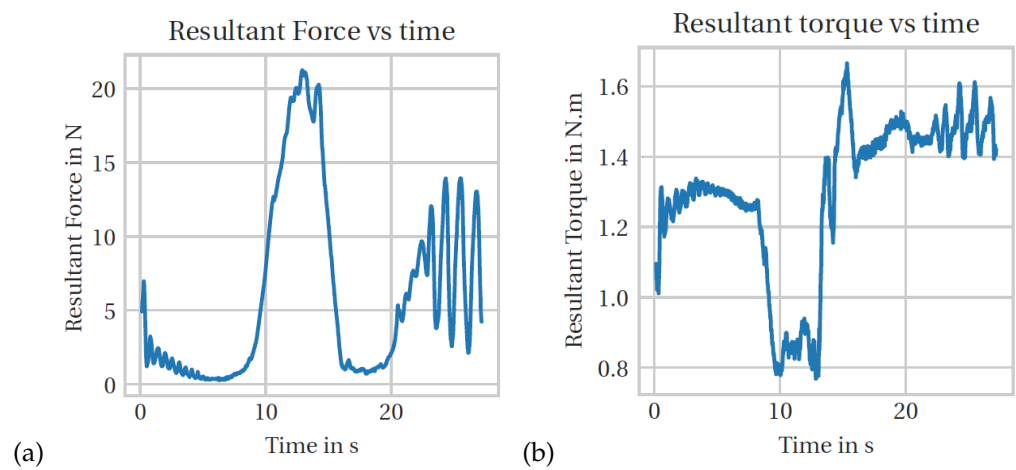 Resultant Force vs time
Resultant Force in N
20
15
10
5
0
0 10 20
Time in s
(a)
Resultant torque vs time
Resultant Torque in N.m
1.6
1.4
1.2
1.0
0.8
0 10 20
Time in s
(b)